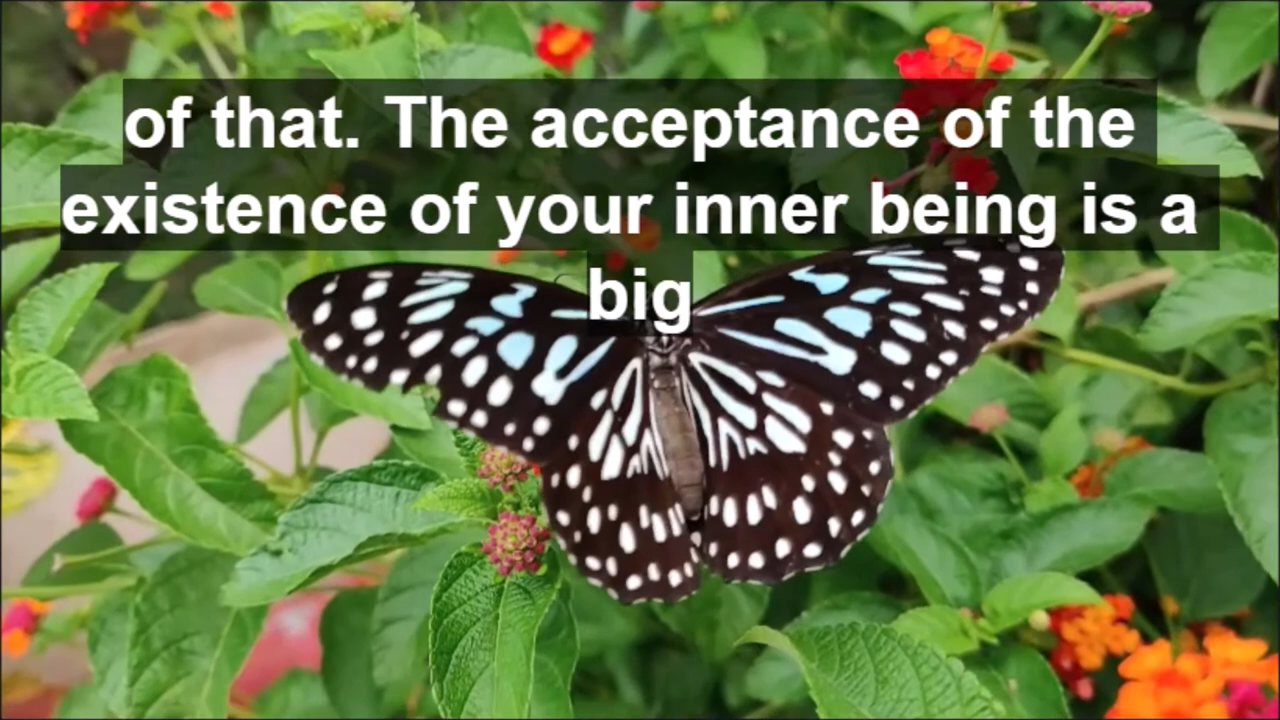 of that. The acceptance of the
existence of your inner being is a
big